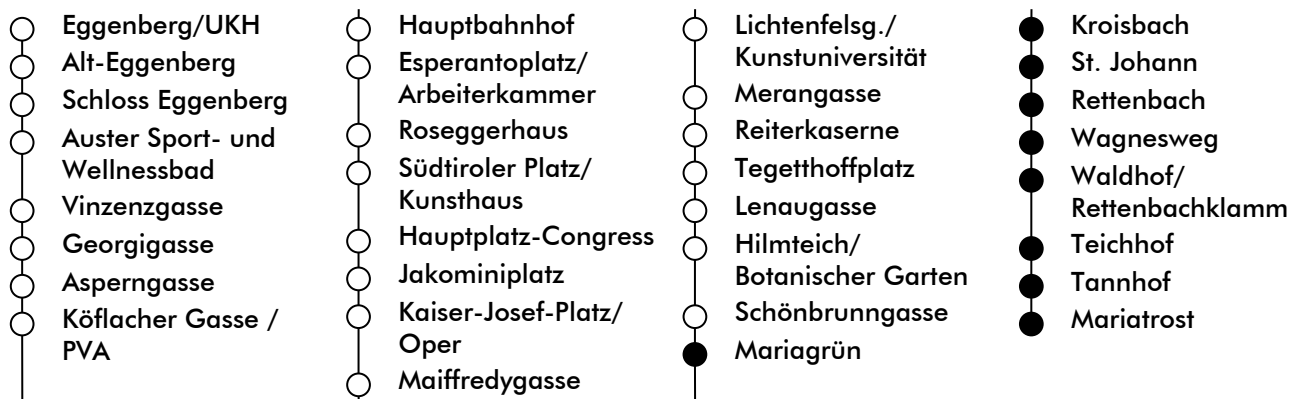 Eggenberg/UKH
Alt-Eggenberg
Schloss Eggenberg
Auster Sport- und
Wellnessbad
Vinzenzgasse
Georgigasse
Asperngasse
Köflacher Gasse /
PVA
Hauptbahnhof
Esperantoplatz/
Arbeiterkammer
Roseggerhaus
Südtiroler Platz/
Kunsthaus
Hauptplatz-Congress
Jakominiplatz
Kaiser-Josef-Platz/
Oper
Maiffredygasse
Lichtenfelsg./
Kunstuniversität
Merangasse
Reiterkaserne
Tegetthoffplatz
Lenaugasse
Hilmteich/
Botanischer Garten
Schönbrunngasse
Mariagrün
Kroisbach
St. Johann
Rettenbach
Wagnesweg
Waldhof/
Rettenbachklamm
Teichhof
Tannhof
Mariatrost